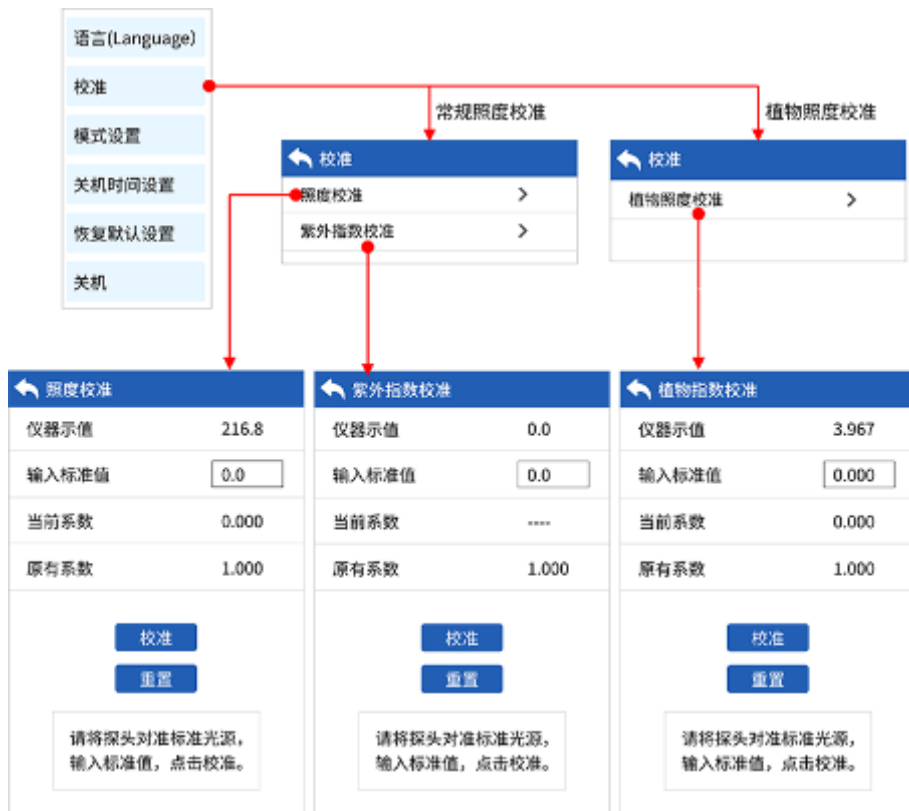 语言(Language)
校准
模式设置
关机时间设置
恢复默认设置
关机
常规照度校准
校准
照度校准
紫外指数校准
植物照度校准
校准
植物照度校准
照度校准
仪器示值 216.8
输入标准值 0.0
当前系数 0.000
原有系数 1.000
校准
重置
请将探头对准标准光源，
输入标准值，点击校准。
紫外指数校准
仪器示值 0.0
输入标准值 0.0
当前系数 ----
原有系数 1.000
校准
重置
请将探头对准标准光源，
输入标准值，点击校准。
植物指数校准
仪器示值 3.967
输入标准值 0.000
当前系数 0.000
原有系数 1.000
校准
重置
请将探头对准标准光源，
输入标准值，点击校准。